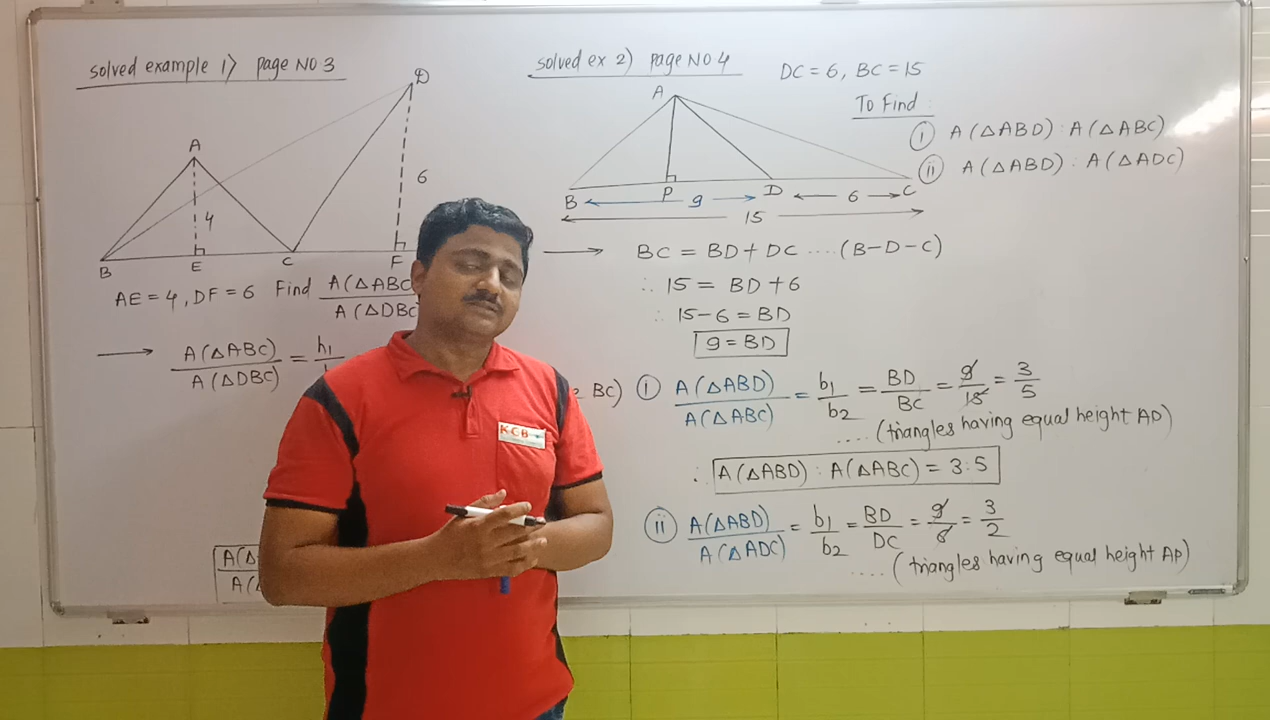 solved example 1) page NO 3
D
A
6
4
B E C F
AE = 4 , DF = 6 Find A(△ABC / A(△DBC
→ A(△ABC) / A(△DBC) = h₁ /
BC)
A(△
A(
KCB
solved ex 2) page NO 4
DC = 6 , BC = 15
To Find :
(i) A(△ABD) : A(△ABC)
(ii) A(△ABD) : A(△ADC)
A
B P D C
9 6
15
→ BC = BD + DC .... (B-D-C)
∴ 15 = BD + 6
∴ 15 - 6 = BD
9 = BD
(i) A(△ABD) / A(△ABC) = b₁ / b₂ = BD / BC = 9 / 15 = 3 / 5
.... (triangles having equal height AP)
∴ A(△ABD) : A(△ABC) = 3:5
(ii) A(△ABD) / A(△ADC) = b₁ / b₂ = BD / DC = 9 / 6 = 3 / 2
.... (triangles having equal height AP)